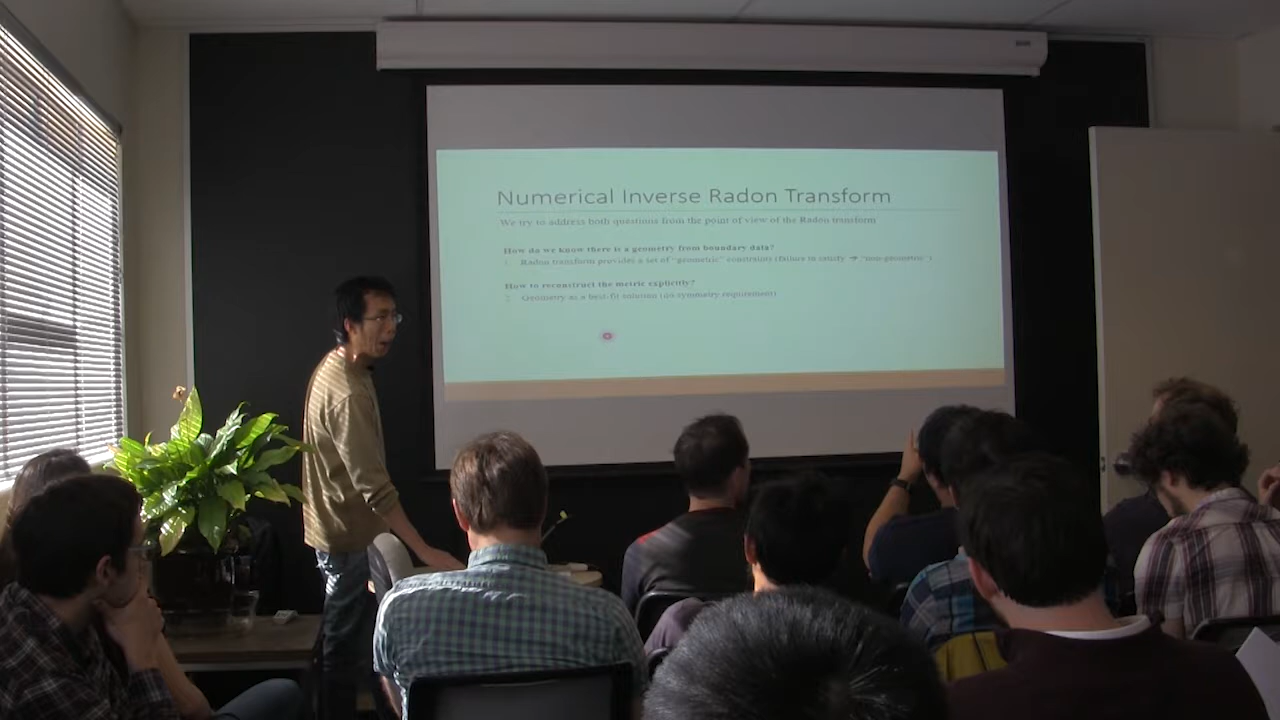 Numerical Inverse Radon Transform
We try to address both questions from the point of view of the Radon transform
How do we know there is a geometry from boundary data?
1. Radon transform provides a set of "geometric" constraints (failure to satisfy → "non-geometric")
How to reconstruct the metric explicitly?
2. Geometry as a best-fit solution (no symmetry requirement)